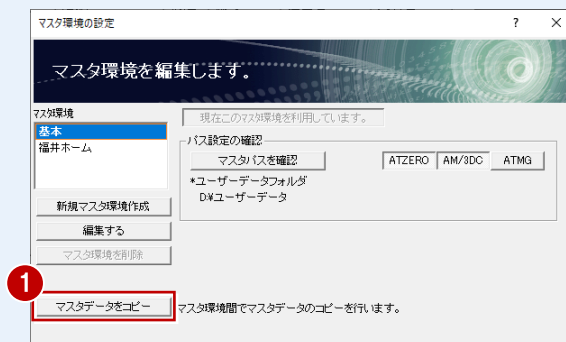 マスタ環境の設定
? ×
マスタ環境を編集します。
マスタ環境
現在このマスタ環境を利用しています。
基本
福井ホーム
パス設定の確認
マスタパスを確認
ATZERO AM/3DC ATMG
*ユーザーデータフォルダ
D:¥ユーザーデータ
新規マスタ環境作成
編集する
マスタ環境を削除
1
マスタデータをコピー
マスタ環境間でマスタデータのコピーを行います。